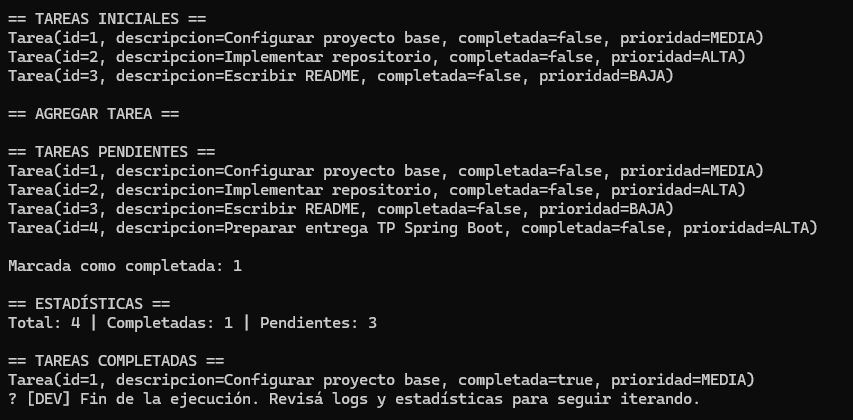 == TAREAS INICIALES ==
Tarea(id=1, descripcion=Configurar proyecto base, completada=false, prioridad=MEDIA)
Tarea(id=2, descripcion=Implementar repositorio, completada=false, prioridad=ALTA)
Tarea(id=3, descripcion=Escribir README, completada=false, prioridad=BAJA)
== AGREGAR TAREA ==
== TAREAS PENDIENTES ==
Tarea(id=1, descripcion=Configurar proyecto base, completada=false, prioridad=MEDIA)
Tarea(id=2, descripcion=Implementar repositorio, completada=false, prioridad=ALTA)
Tarea(id=3, descripcion=Escribir README, completada=false, prioridad=BAJA)
Tarea(id=4, descripcion=Preparar entrega TP Spring Boot, completada=false, prioridad=ALTA)
Marcada como completada: 1
== ESTADÍSTICAS ==
Total: 4 | Completadas: 1 | Pendientes: 3
== TAREAS COMPLETADAS ==
Tarea(id=1, descripcion=Configurar proyecto base, completada=true, prioridad=MEDIA)
? [DEV] Fin de la ejecución. Revisá logs y estadísticas para seguir iterando.